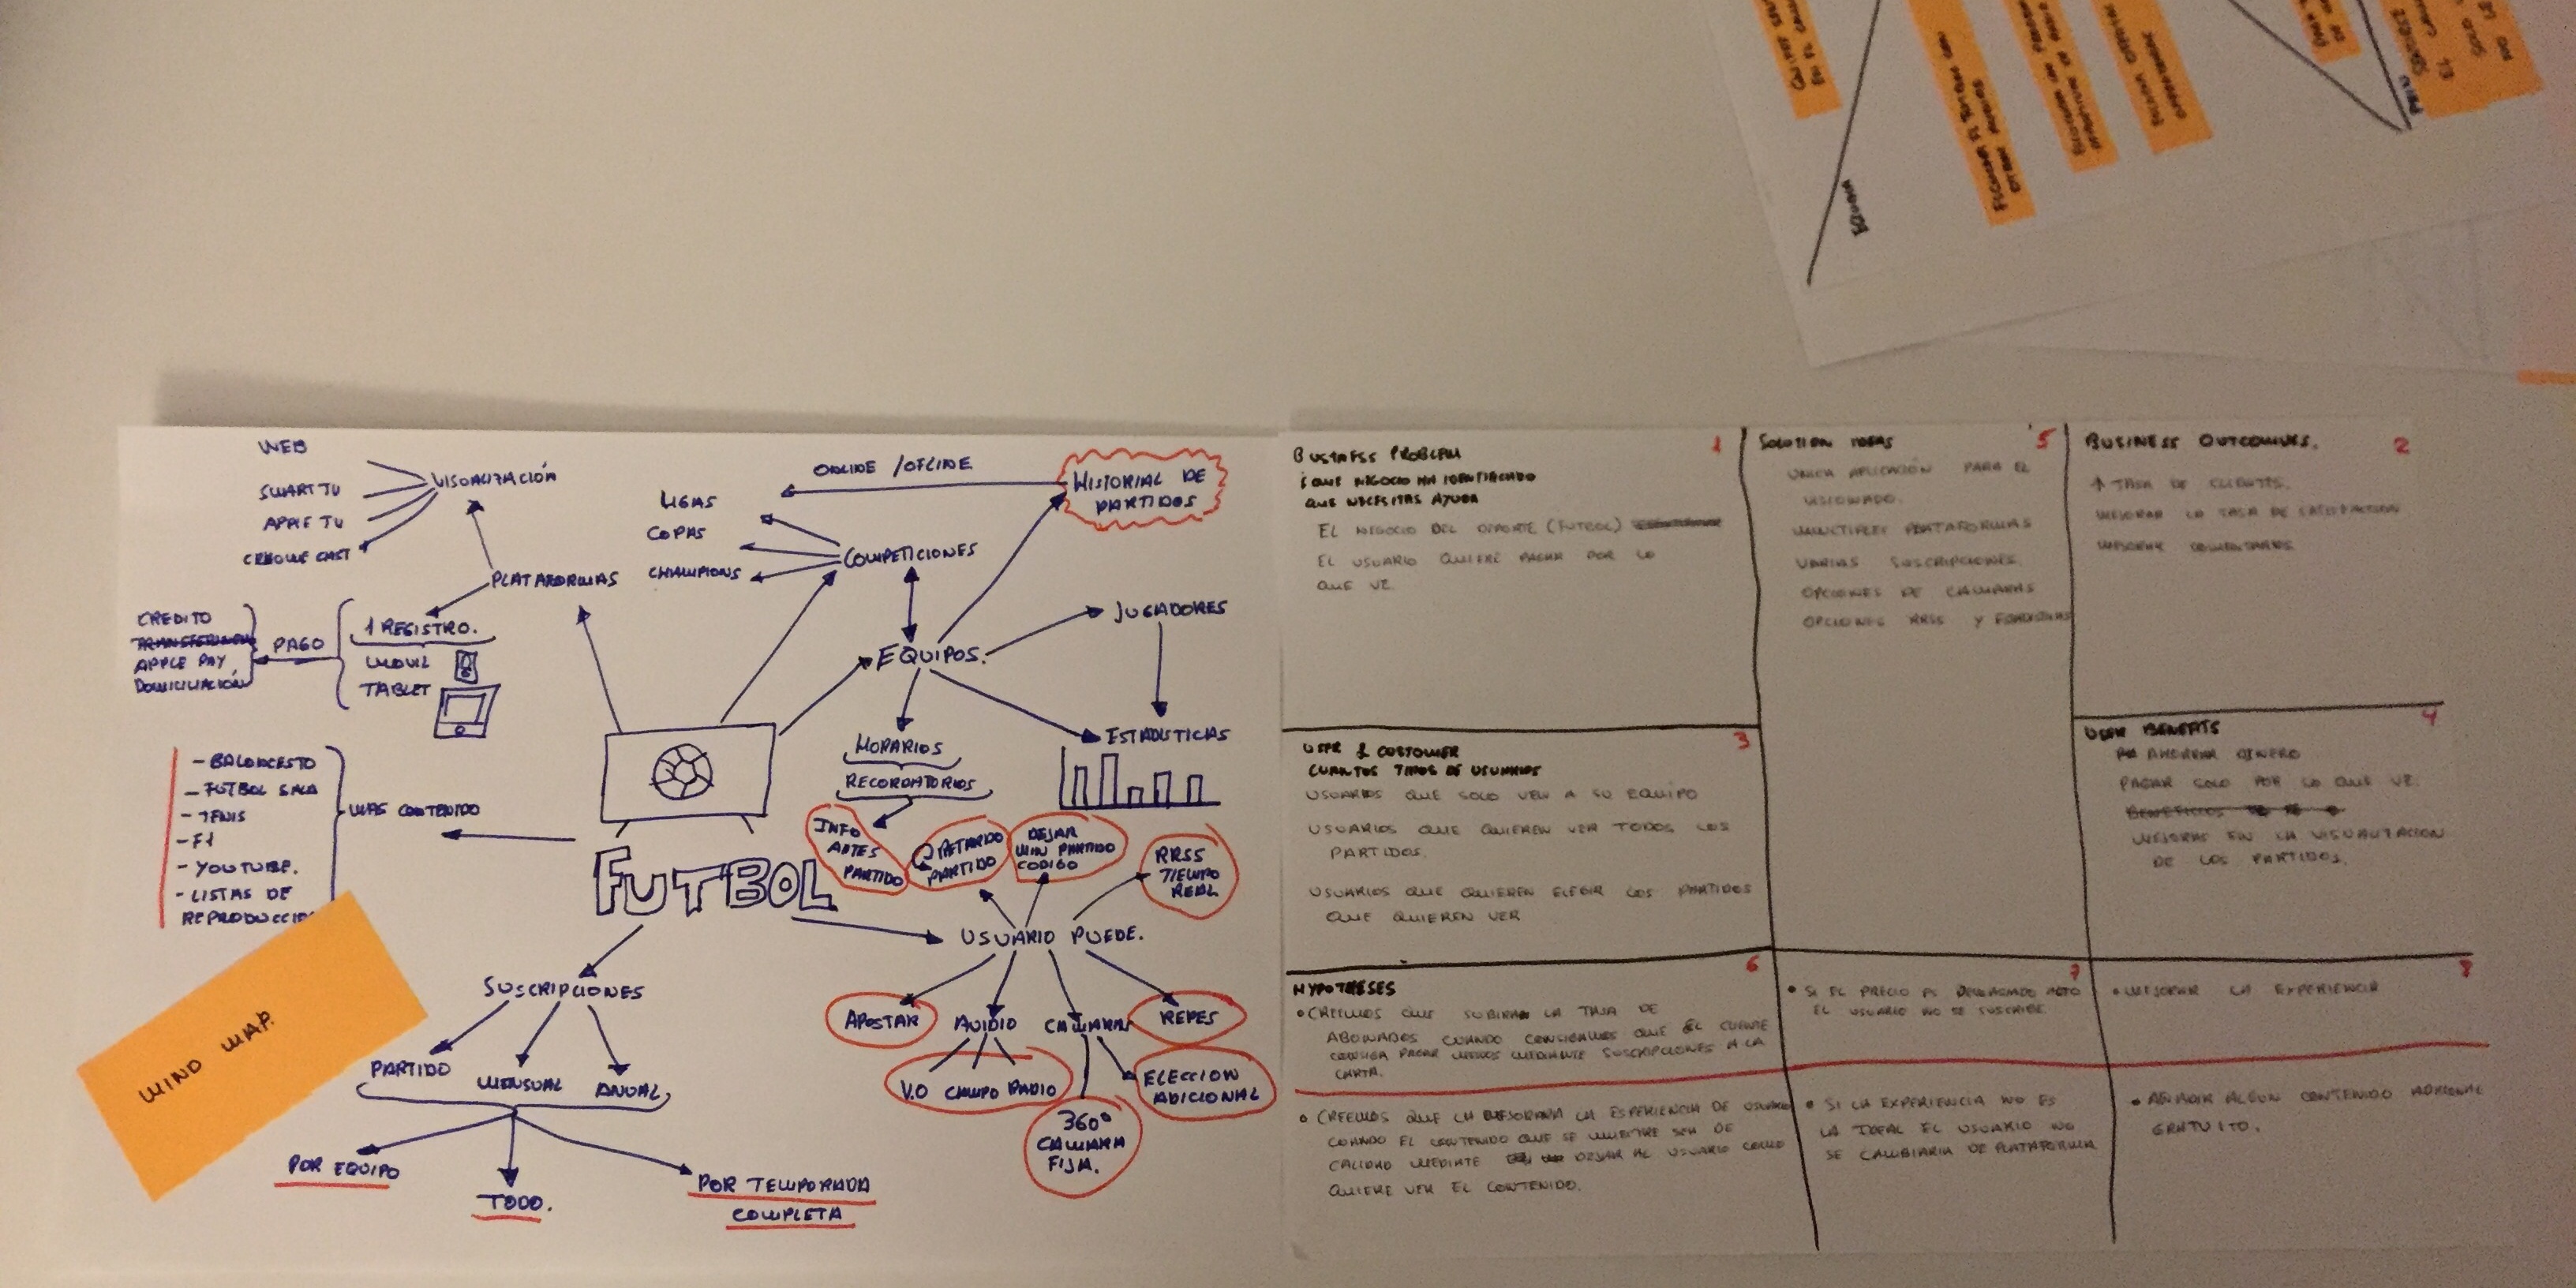 WEB
SMART TV
APPLE TV
CROME CAST
VISUALIZACIÓN
PLATAFORMAS
1 REGISTRO.
MOVIL
TABLET
PAGO
CREDITO
APPLE PAY,
DOMICILIACIÓN
ONLINE / OFLINE
HISTORIAL DE
PARTIDOS
LIGAS
COPAS
CHAMPIONS
COMPETICIONES
EQUIPOS.
JUGADORES
ESTADISTICAS
HORARIOS
RECORDATORIOS
INFO
ANTES
PARTIDO
RETARDO
PARTIDO
DEJAR
MIN PARTIDO
CODIGO
RRSS
TIEMPO
REAL
- BALONCESTO
- FUTBOL SALA
- TENIS
- F1
- YOUTUBE.
- LISTAS DE
REPRODUCCIO
MAS CONTENIDO
FUTBOL
USUARIO PUEDE.
APOSTAR
AUDIO
CAMARA
REPES
V.O CAMPO RADIO
ELECCION
ADICIONAL
360º
CAMARA
FIJA.
SUSCRIPCIONES
PARTIDO
MENSUAL
ANUAL
POR EQUIPO
TODO.
POR TEMPORADA
COMPLETA
MIND MAP.
BUSINESS PROBLEM
1
¿QUE NEGOCIO HA IDENTIFICADO
QUE NECESITAS AYUDA
EL NEGOCIO DEL DEPORTE (FUTBOL)
EL USUARIO QUIERE PAGAR POR LO
QUE VE.
SOLUTION IDEAS
5
UNICA APLICACIÓN PARA EL
VISIONADO.
MULTIPLES PLATAFORMAS
VARIAS SUSCRIPCIONES.
OPCIONES DE CAMARAS
OPCIONES RRSS Y
BUSINESS OUTCOMES.
2
↑ TASA DE CLIENTES.
MEJORAR LA TASA DE SATISFACTION
MEJORAR COMENTARIOS
USER & CUSTOMER
3
CUANTOS TIPOS DE USUARIOS
USUARIOS QUE SOLO VEN A SU EQUIPO
USUARIOS QUE QUIEREN VER TODOS LOS
PARTIDOS.
USUARIOS QUE QUIEREN ELEGIR LOS PARTIDOS
QUE QUIEREN VER
USER BENEFITS
4
AHORRAR DINERO
PAGAR SOLO POR LO QUE VE.
BENEFICIOS
MEJORAS EN LA VISUALIZACION
DE LOS PARTIDOS.
HYPOTHESES
6
• CREEMOS QUE SUBIRAN LA TASA DE
ABONADOS CUANDO CONSIGAMOS QUE EL CLIENTE
CONSIGA PAGAR MENOS MEDIANTE SUSCRIPCIONES A LA
CARTA.
• CREEMOS QUE LA MEJORARIA LA ESPERIENCIA DE USUARIO
CUANDO EL CONTENIDO QUE SE MUESTRE SEA DE
CALIDAD MEDIANTE DEJAR AL USUARIO COMO
QUIERE VER EL CONTENIDO.
7
• SI EL PRECIO ES DEMASIADO ALTO
EL USUARIO NO SE SUSCRIBE
• SI LA EXPERIENCIA NO ES
LA IDEAL EL USUARIO NO
SE CAMBIARIA DE PLATAFORMA
8
• MEJORAR LA EXPERIENCIA
• AÑADIR ALGUN CONTENIDO ADICIONAL
GRATUITO.